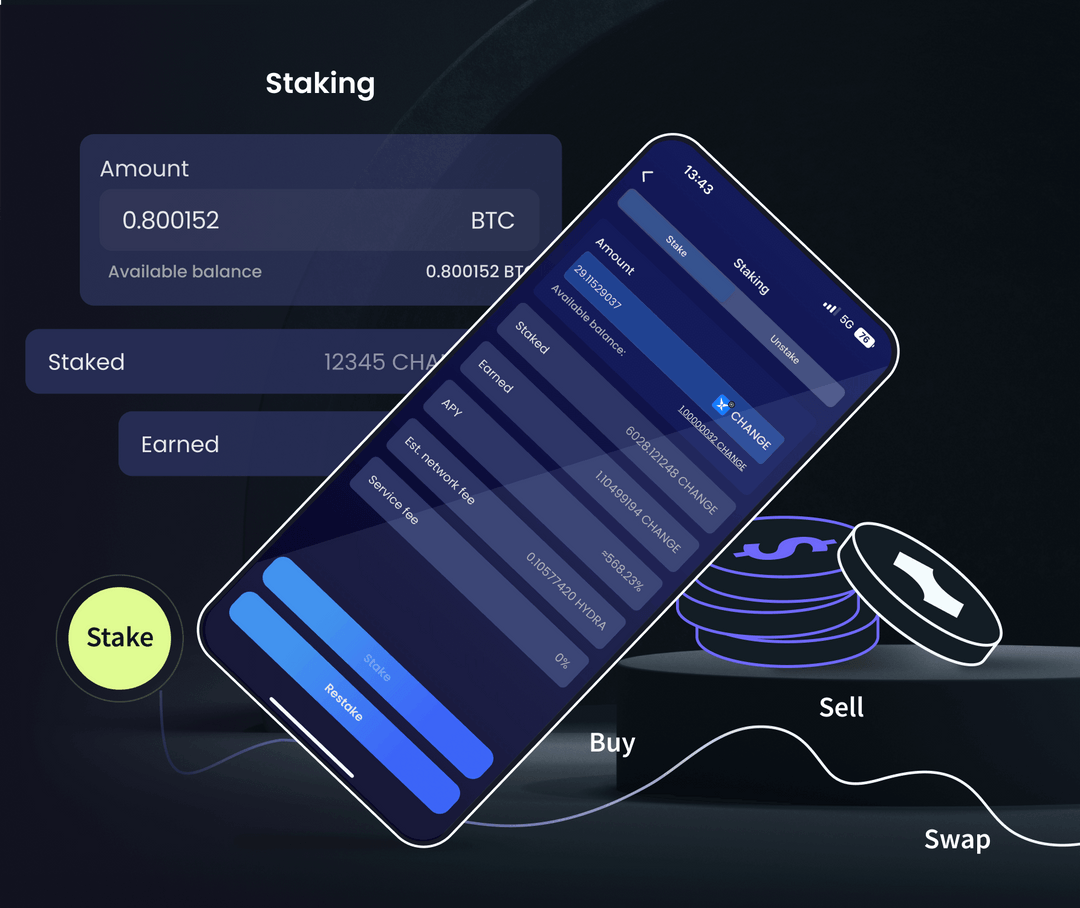 Staking
Amount
0.800152 BTC
Available balance 0.800152 BTC
Staked 12345 CHA
Earned
Stake
13:43
5G 76
Staking
Stake Unstake
Amount
29.11529037 CHANGE
Available balance: 1.00000032 CHANGE
Staked 6028.121248 CHANGE
Earned 1.10499194 CHANGE
APY ≈568.23%
Est. network fee 0.10577420 HYDRA
Service fee 0%
Stake
Restake
$
Buy
Sell
Swap